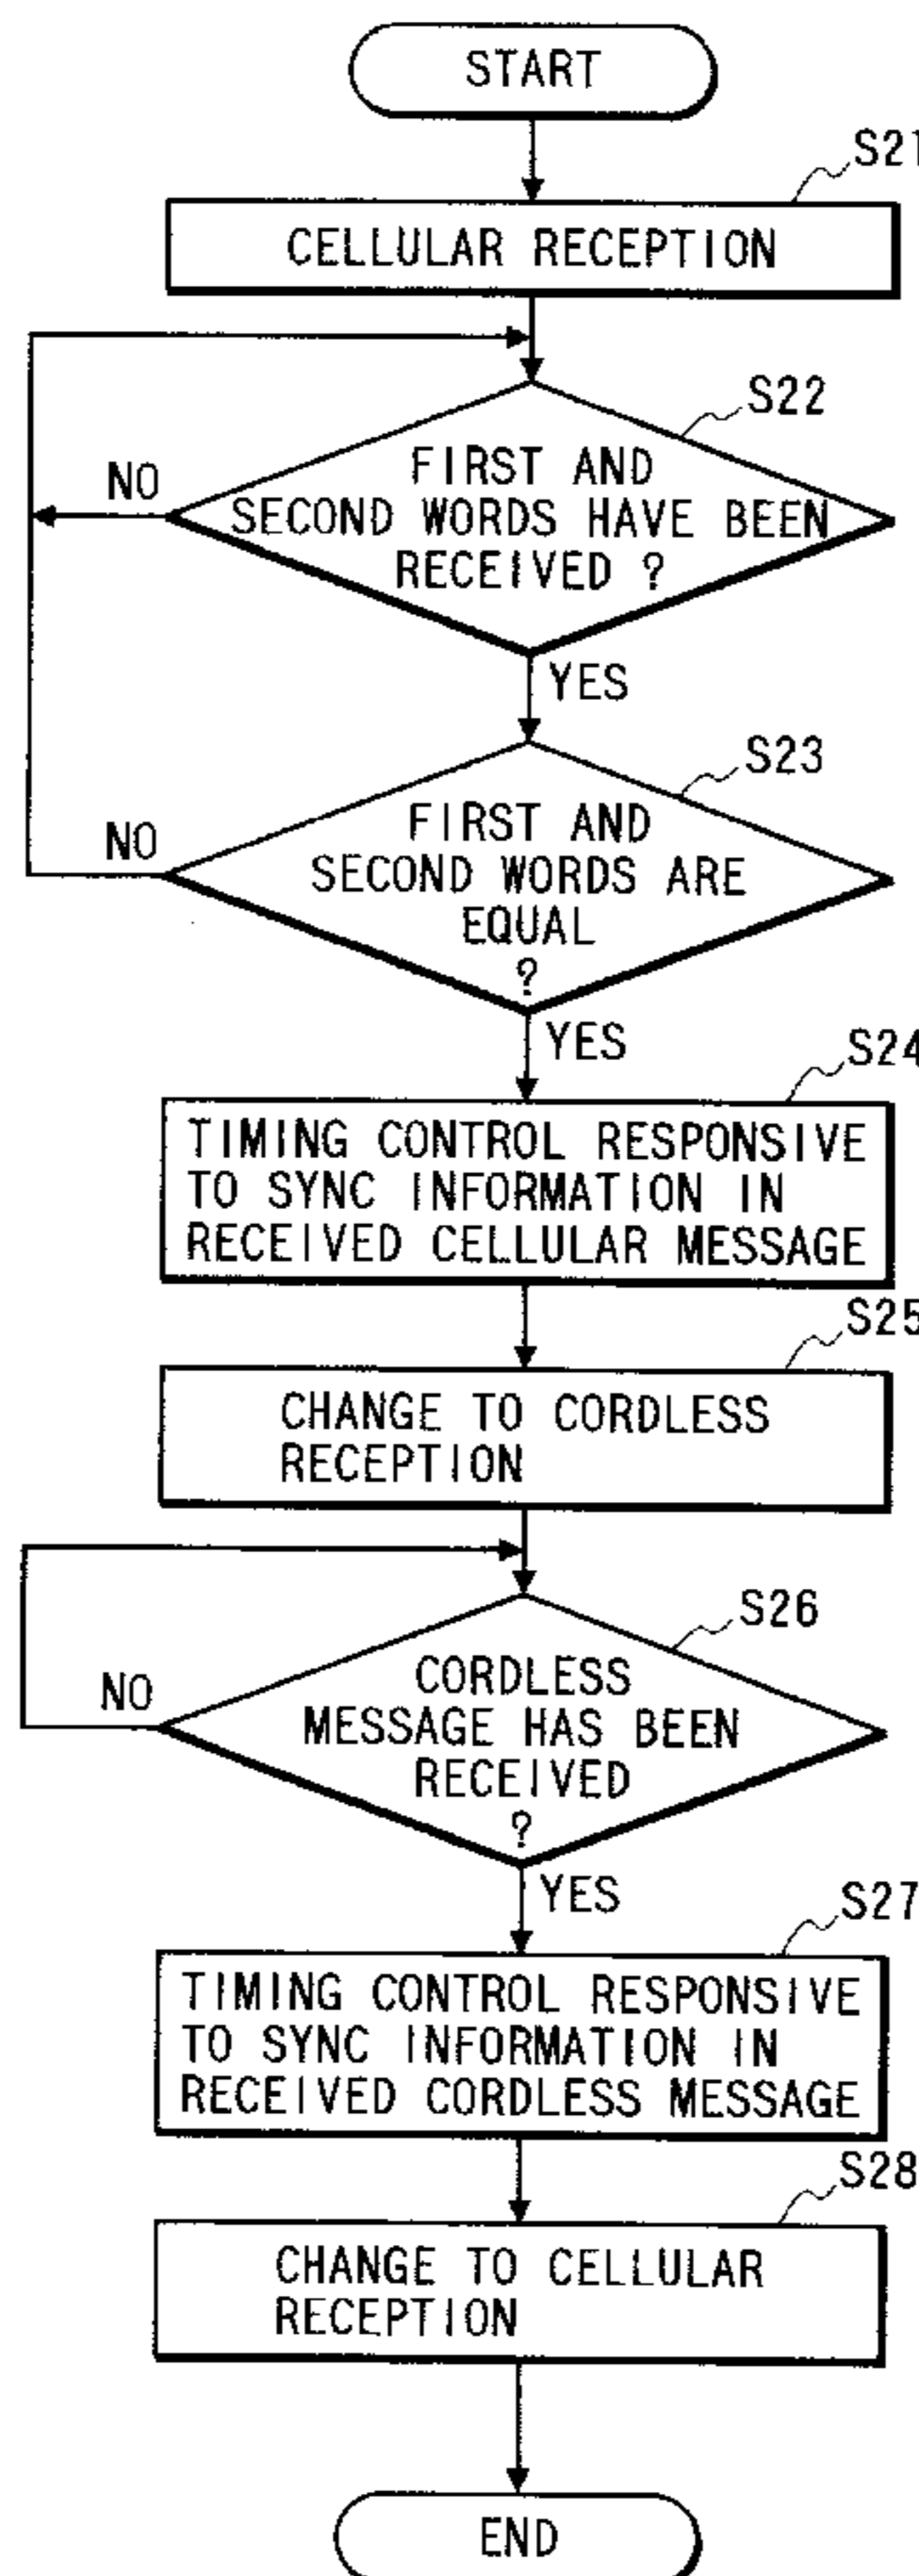 START
S21
CELLULAR RECEPTION
S22
FIRST AND
SECOND WORDS HAVE BEEN
RECEIVED ?
NO
YES
S23
FIRST AND
SECOND WORDS ARE
EQUAL
?
NO
YES
S24
TIMING CONTROL RESPONSIVE
TO SYNC INFORMATION IN
RECEIVED CELLULAR MESSAGE
S25
CHANGE TO CORDLESS
RECEPTION
S26
CORDLESS
MESSAGE HAS BEEN
RECEIVED
?
NO
YES
S27
TIMING CONTROL RESPONSIVE
TO SYNC INFORMATION IN
RECEIVED CORDLESS MESSAGE
S28
CHANGE TO CELLULAR
RECEPTION
END